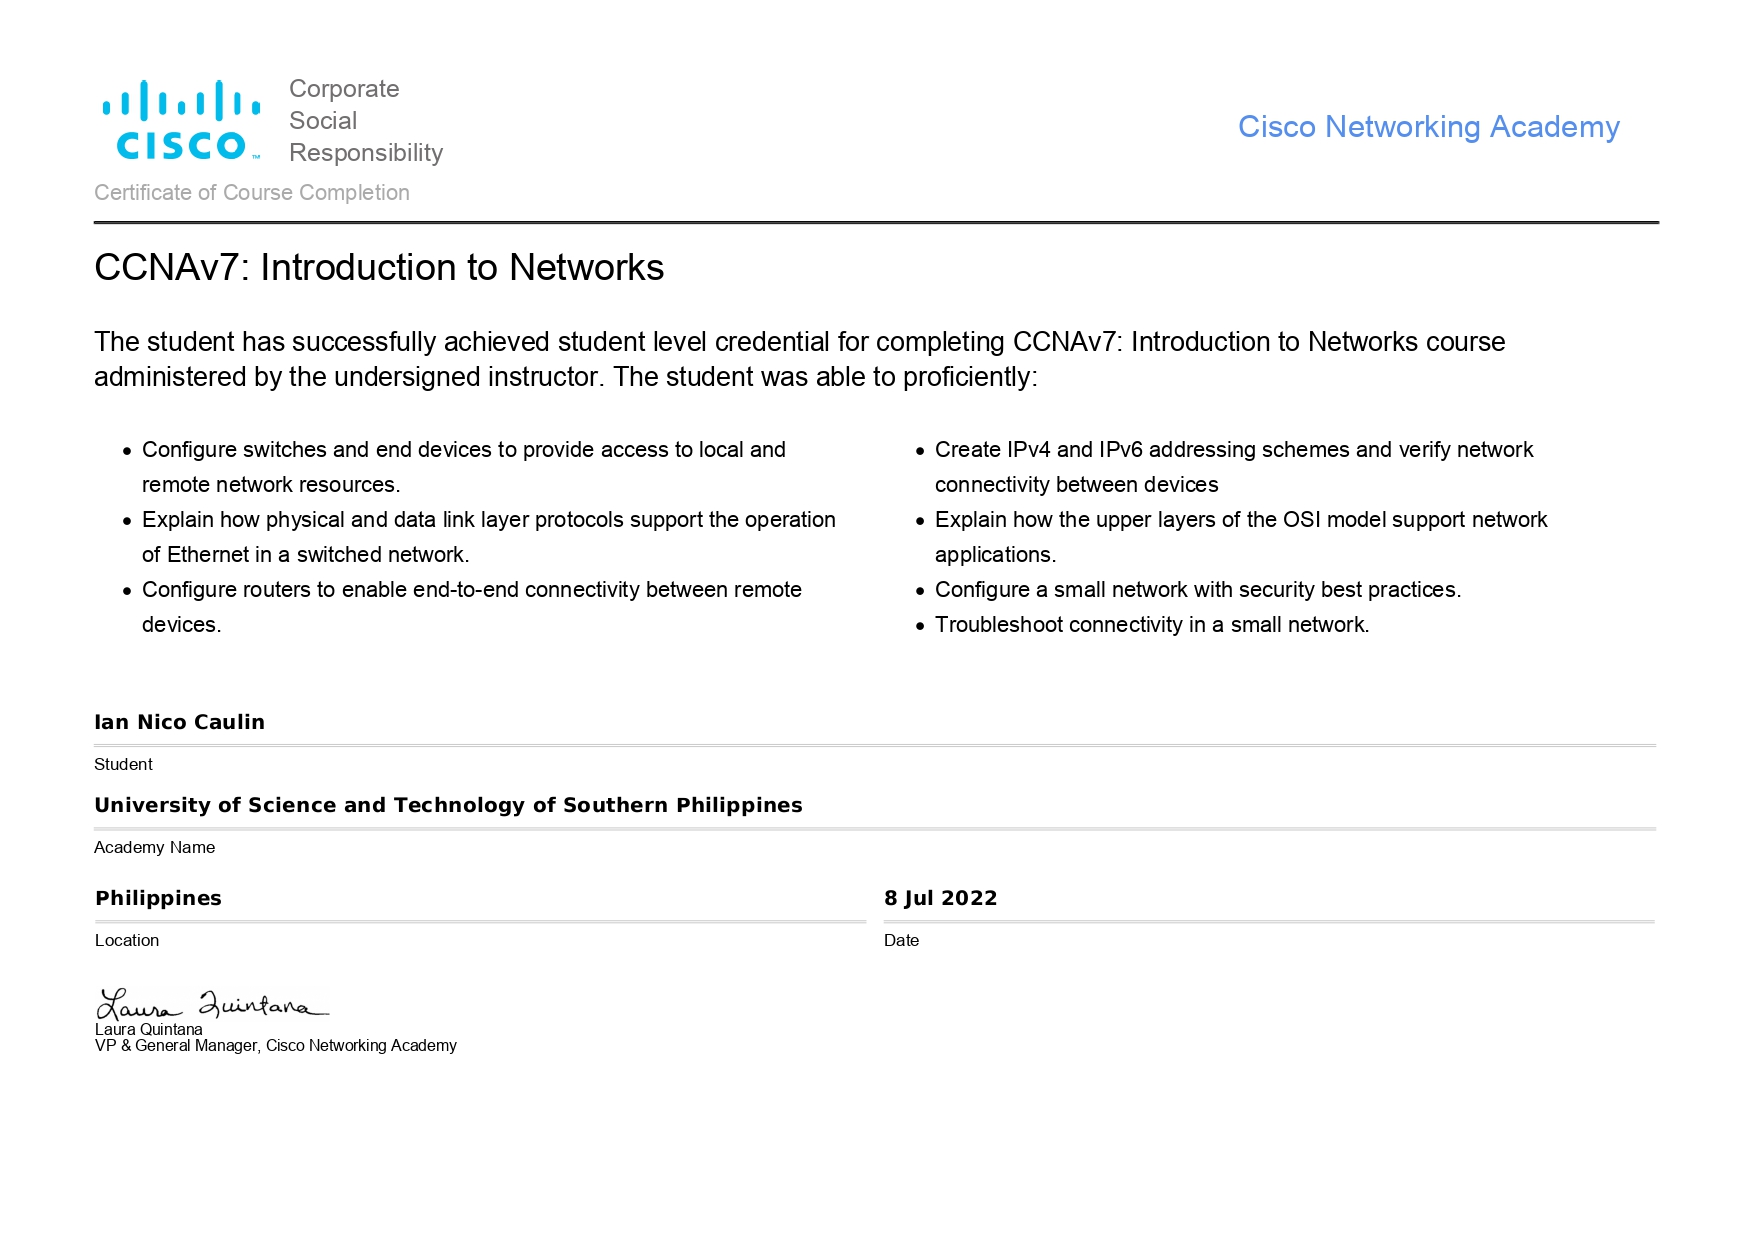 CISCO™
Corporate
Social
Responsibility
Cisco Networking Academy
Certificate of Course Completion
CCNAv7: Introduction to Networks
The student has successfully achieved student level credential for completing CCNAv7: Introduction to Networks course
administered by the undersigned instructor. The student was able to proficiently:
• Configure switches and end devices to provide access to local and
remote network resources.
• Explain how physical and data link layer protocols support the operation
of Ethernet in a switched network.
• Configure routers to enable end-to-end connectivity between remote
devices.
• Create IPv4 and IPv6 addressing schemes and verify network
connectivity between devices
• Explain how the upper layers of the OSI model support network
applications.
• Configure a small network with security best practices.
• Troubleshoot connectivity in a small network.
Ian Nico Caulin
Student
University of Science and Technology of Southern Philippines
Academy Name
Philippines
Location
8 Jul 2022
Date
Laura Quintana
Laura Quintana
VP & General Manager, Cisco Networking Academy